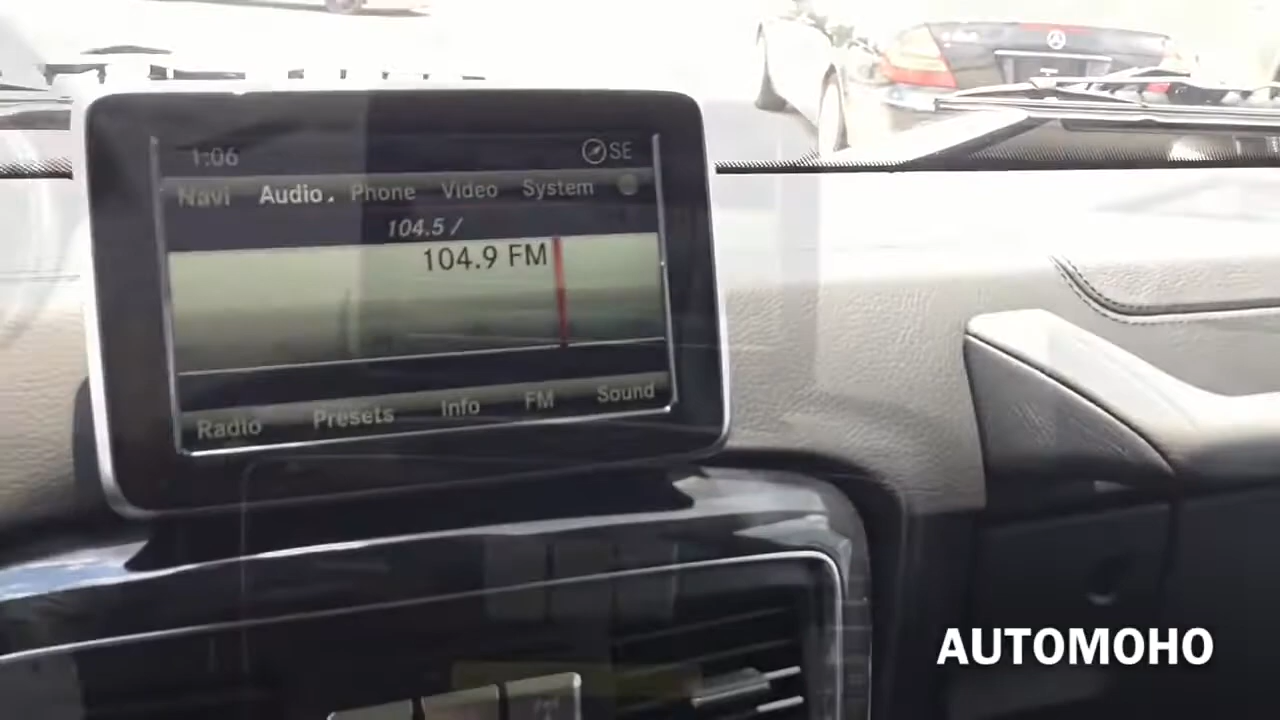 1:06 SE
Navi Audio. Phone Video System
104.5 /
104.9 FM
Radio Presets Info FM Sound
AUTOMOHO